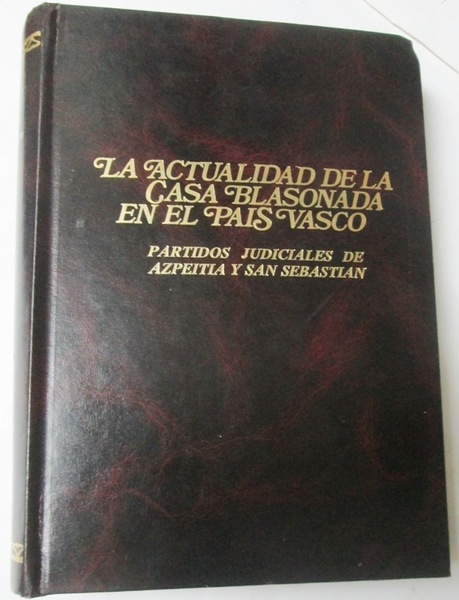 LA ACTUALIDAD DE LA
CASA BLASONADA
EN EL PAIS VASCO
PARTIDOS JUDICIALES DE
AZPEITIA Y SAN SEBASTIAN